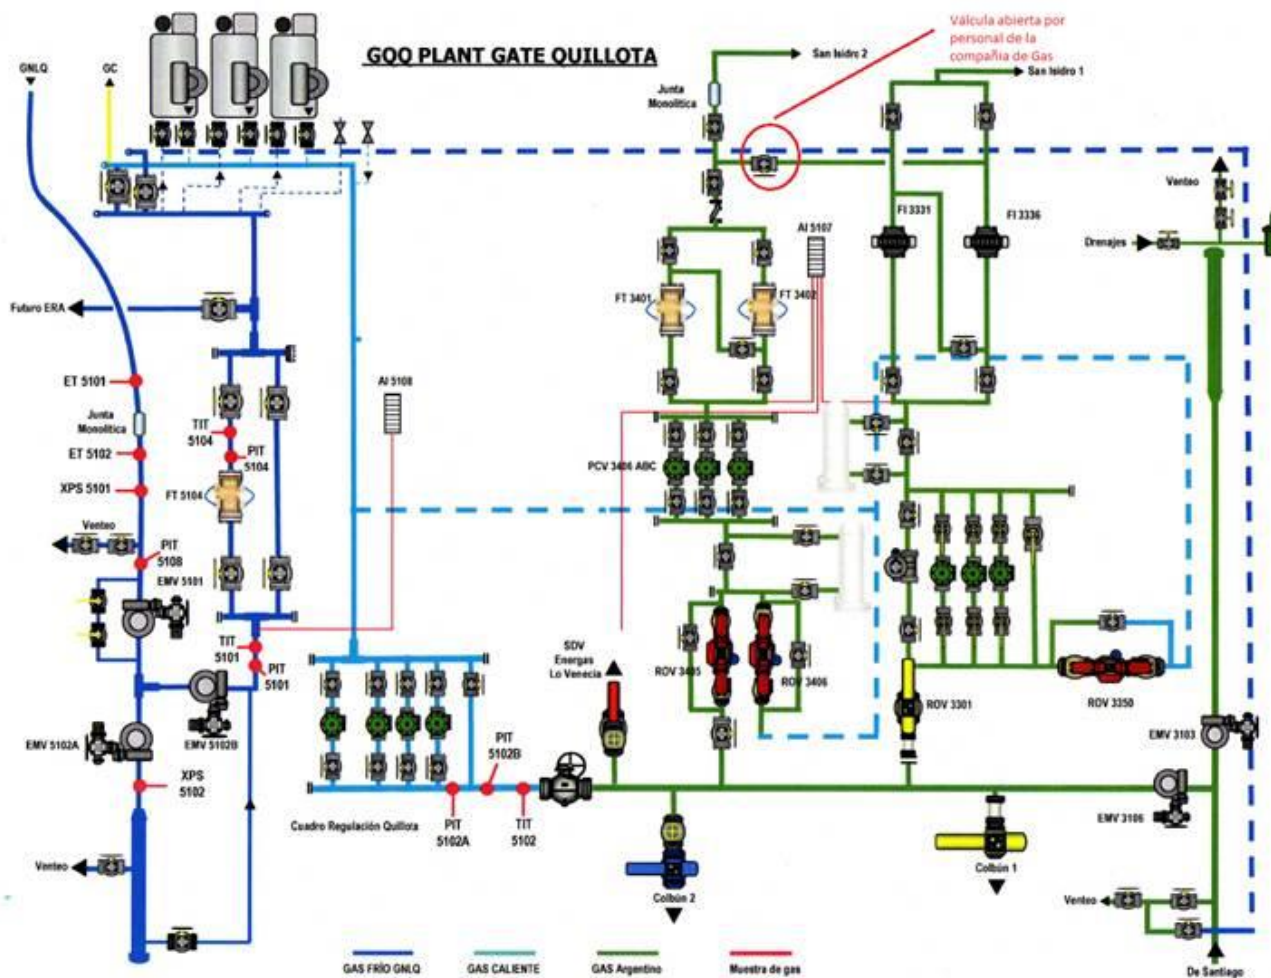 GQQ PLANT GATE QUILLOTA
Válcula abierta por
personal de la
compañia de Gas
GNLQ
GC
San Isidro 2
San Isidro 1
Junta
Monolítica
Venteo
FI 3331
FI 3336
AI 5107
Drenajes
FT 3401
FT 3402
Futuro ERA
ET 5101
AI 5108
Junta
Monolítica
TIT
5104
ET 5102
PIT
5104
PCV 3406 ABC
XPS 5101
FT 5104
Venteo
PIT
5108
EMV 5101
TIT
5101
PIT
5101
SDV
Energas
Lo Venecia
ROV 3405
ROV 3406
ROV 3301
ROV 3350
EMV 5102A
EMV 5102B
EMV 3103
PIT
5102B
XPS
5102
Cuadro Regulación Quillota
PIT
5102A
TIT
5102
EMV 3106
Venteo
Colbún 2
Colbún 1
Venteo
GAS FRÍO GNLQ
GAS CALIENTE
GAS Argentino
Muestra de gas
De Santiago